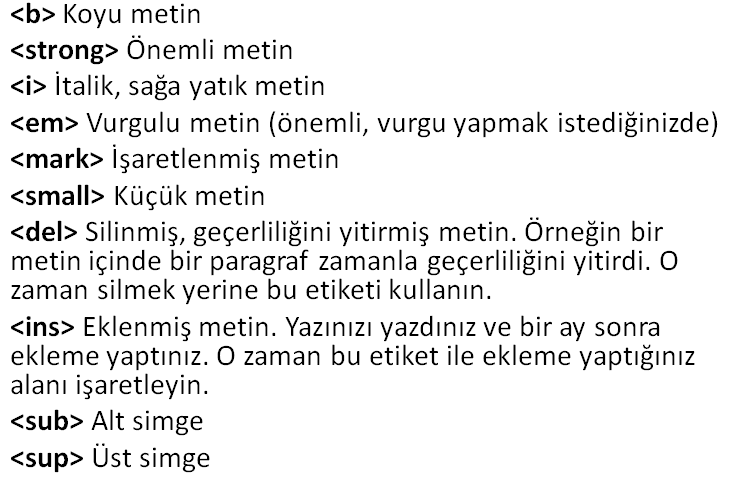 <b> Koyu metin
<strong> Önemli metin
<i> İtalik, sağa yatık metin
<em> Vurgulu metin (önemli, vurgu yapmak istediğinizde)
<mark> İşaretlenmiş metin
<small> Küçük metin
<del> Silinmiş, geçerliliğini yitirmiş metin. Örneğin bir
metin içinde bir paragraf zamanla geçerliliğini yitirdi. O
zaman silmek yerine bu etiketi kullanın.
<ins> Eklenmiş metin. Yazınızı yazdınız ve bir ay sonra
ekleme yaptınız. O zaman bu etiket ile ekleme yaptığınız
alanı işaretleyin.
<sub> Alt simge
<sup> Üst simge